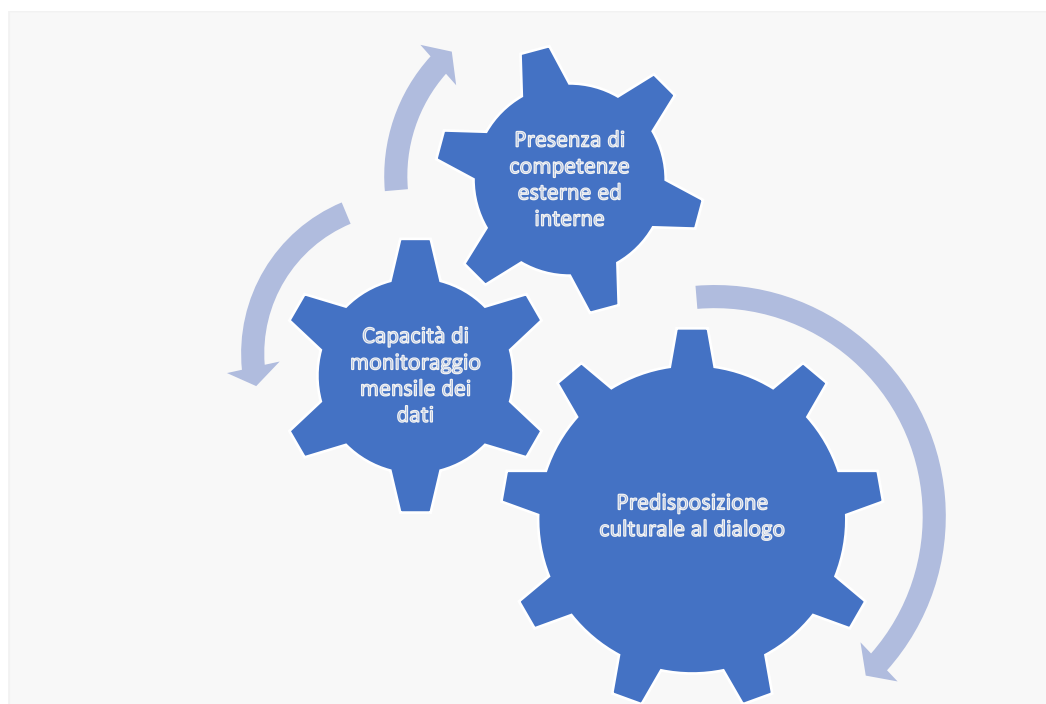 Presenza di
competenze
esterne ed
interne
Capacità di
monitoraggio
mensile dei
dati
Predisposizione
culturale al dialogo